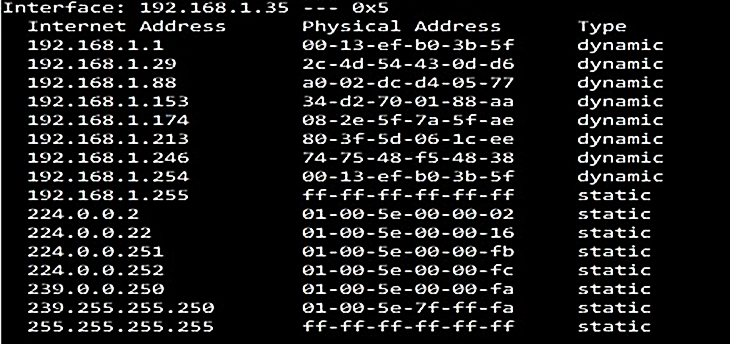 Interface: 192.168.1.35 --- 0x5
Internet Address Physical Address Type
192.168.1.1 00-13-ef-b0-3b-5f dynamic
192.168.1.29 2c-4d-54-43-0d-d6 dynamic
192.168.1.88 a0-02-dc-d4-05-77 dynamic
192.168.1.153 34-d2-70-01-88-aa dynamic
192.168.1.174 08-2e-5f-7a-5f-ae dynamic
192.168.1.213 80-3f-5d-06-1c-ee dynamic
192.168.1.246 74-75-48-f5-48-38 dynamic
192.168.1.254 00-13-ef-b0-3b-5f dynamic
192.168.1.255 ff-ff-ff-ff-ff-ff static
224.0.0.2 01-00-5e-00-00-02 static
224.0.0.22 01-00-5e-00-00-16 static
224.0.0.251 01-00-5e-00-00-fb static
224.0.0.252 01-00-5e-00-00-fc static
239.0.0.250 01-00-5e-00-00-fa static
239.255.255.250 01-00-5e-7f-ff-fa static
255.255.255.255 ff-ff-ff-ff-ff-ff static